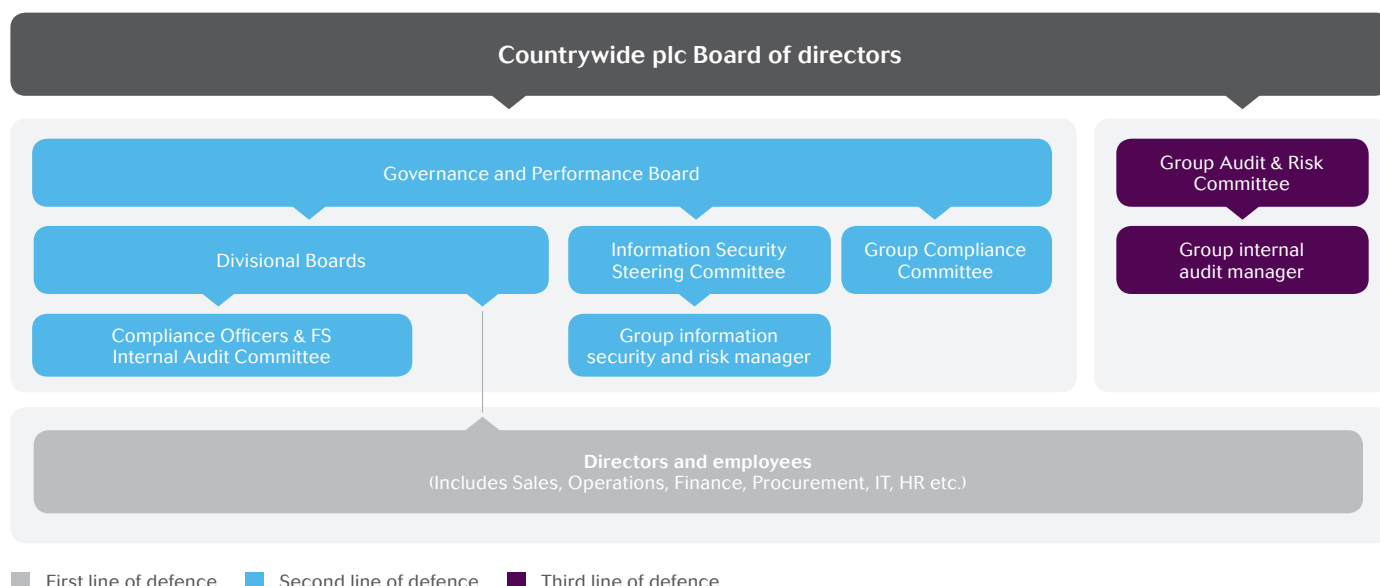 Countrywide plc Board of directors
Governance and Performance Board
Group Audit & Risk
Committee
Divisional Boards
Information Security
Steering Committee
Group Compliance
Committee
Group internal
audit manager
Compliance Officers & FS
Internal Audit Committee
Group information
security and risk manager
Directors and employees
(Includes Sales, Operations, Finance, Procurement, IT, HR etc.)
First line of defence
Second line of defence
Third line of defence